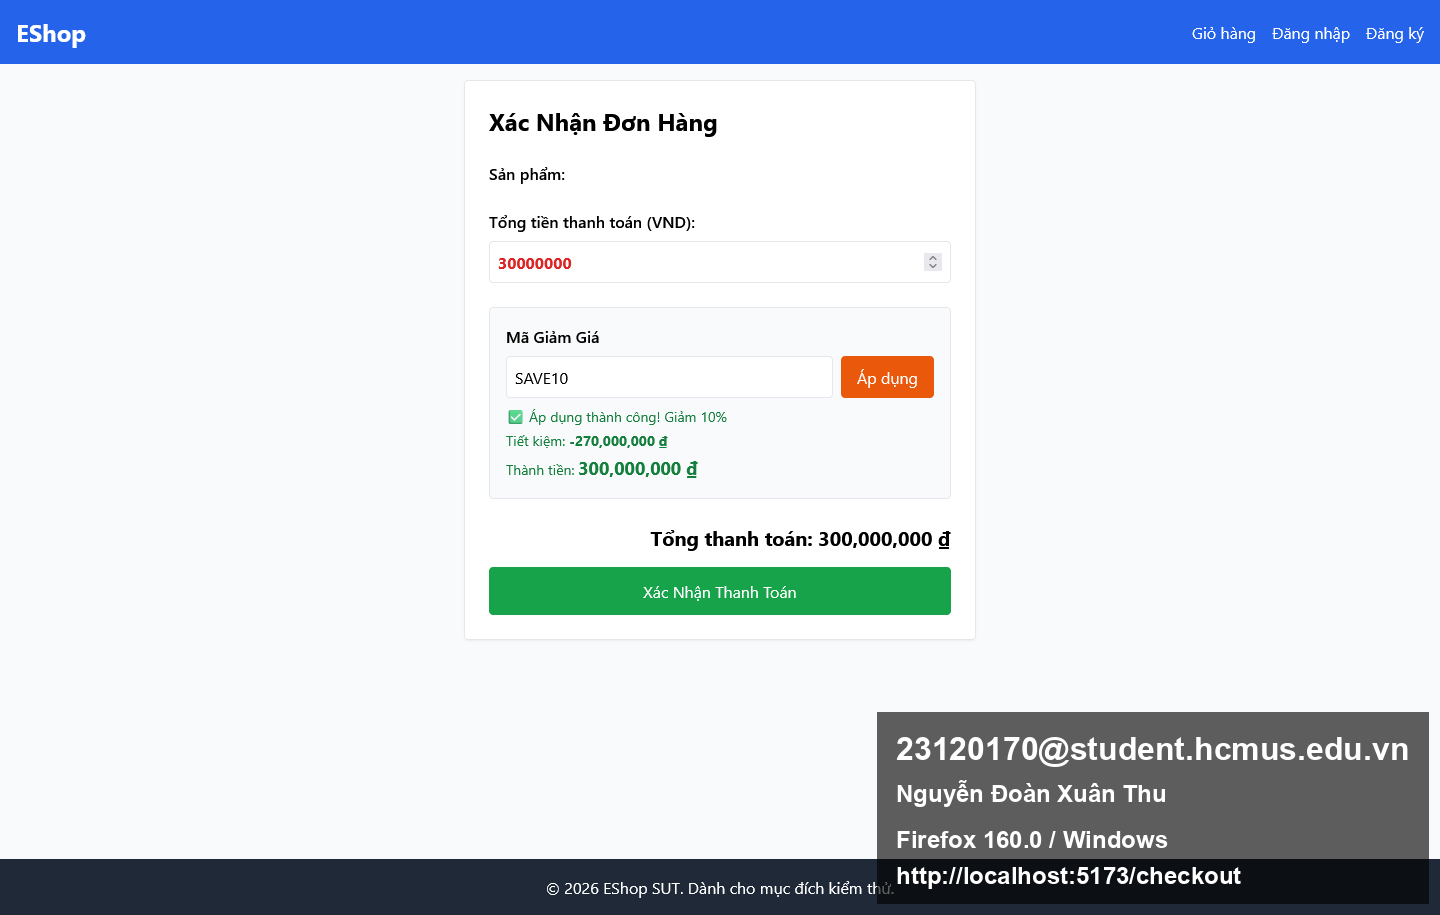 EShop
Giỏ hàng
Đăng nhập
Đăng ký
Xác Nhận Đơn Hàng
Sản phẩm:
Tổng tiền thanh toán (VND):
30000000
Mã Giảm Giá
SAVE10
Áp dụng
✅ Áp dụng thành công! Giảm 10%
Tiết kiệm: -270,000,000 ₫
Thành tiền: 300,000,000 ₫
Tổng thanh toán: 300,000,000 ₫
Xác Nhận Thanh Toán
23120170@student.hcmus.edu.vn
Nguyễn Đoàn Xuân Thu
Firefox 160.0 / Windows
http://localhost:5173/checkout
© 2026 EShop SUT. Dành cho mục đích kiểm thử.